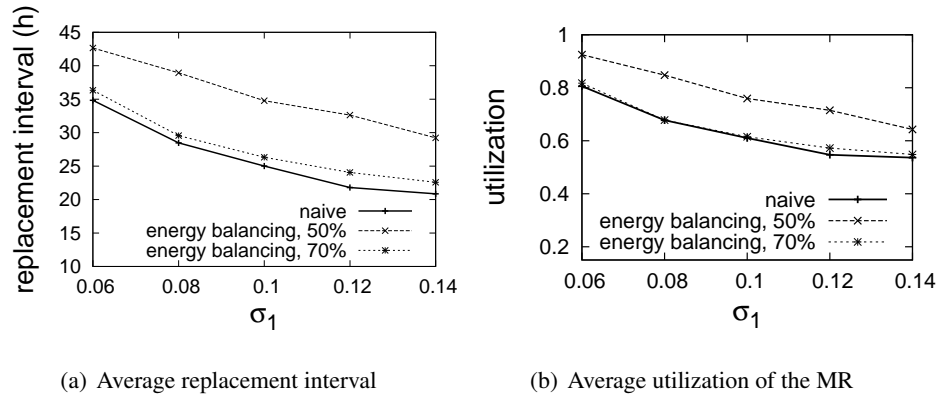 replacement interval (h)
45
40
35
30
25
20
15
10
0.06 0.08 0.1 0.12 0.14
σ1
naive
energy balancing, 50%
energy balancing, 70%
utilization
1
0.8
0.6
0.4
0.2
0.06 0.08 0.1 0.12 0.14
σ1
naive
energy balancing, 50%
energy balancing, 70%
(a) Average replacement interval
(b) Average utilization of the MR